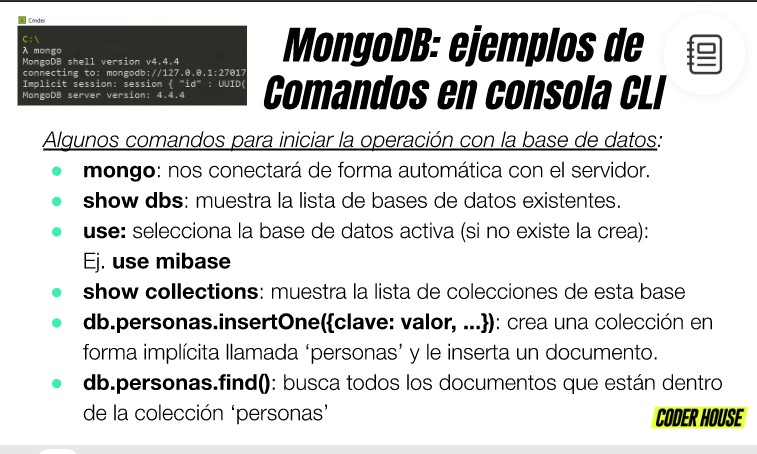 Cmder
C:\
λ mongo
MongoDB shell version v4.4.4
connecting to: mongodb://127.0.0.1:27017
Implicit session: session { "id" : UUID(
MongoDB server version: 4.4.4
MongoDB: ejemplos de
Comandos en consola CLI
Algunos comandos para iniciar la operación con la base de datos:
mongo: nos conectará de forma automática con el servidor.
show dbs: muestra la lista de bases de datos existentes.
use: selecciona la base de datos activa (si no existe la crea):
Ej. use mibase
show collections: muestra la lista de colecciones de esta base
db.personas.insertOne({clave: valor, ...}): crea una colección en
forma implícita llamada ‘personas’ y le inserta un documento.
db.personas.find(): busca todos los documentos que están dentro
de la colección ‘personas’
CODER HOUSE